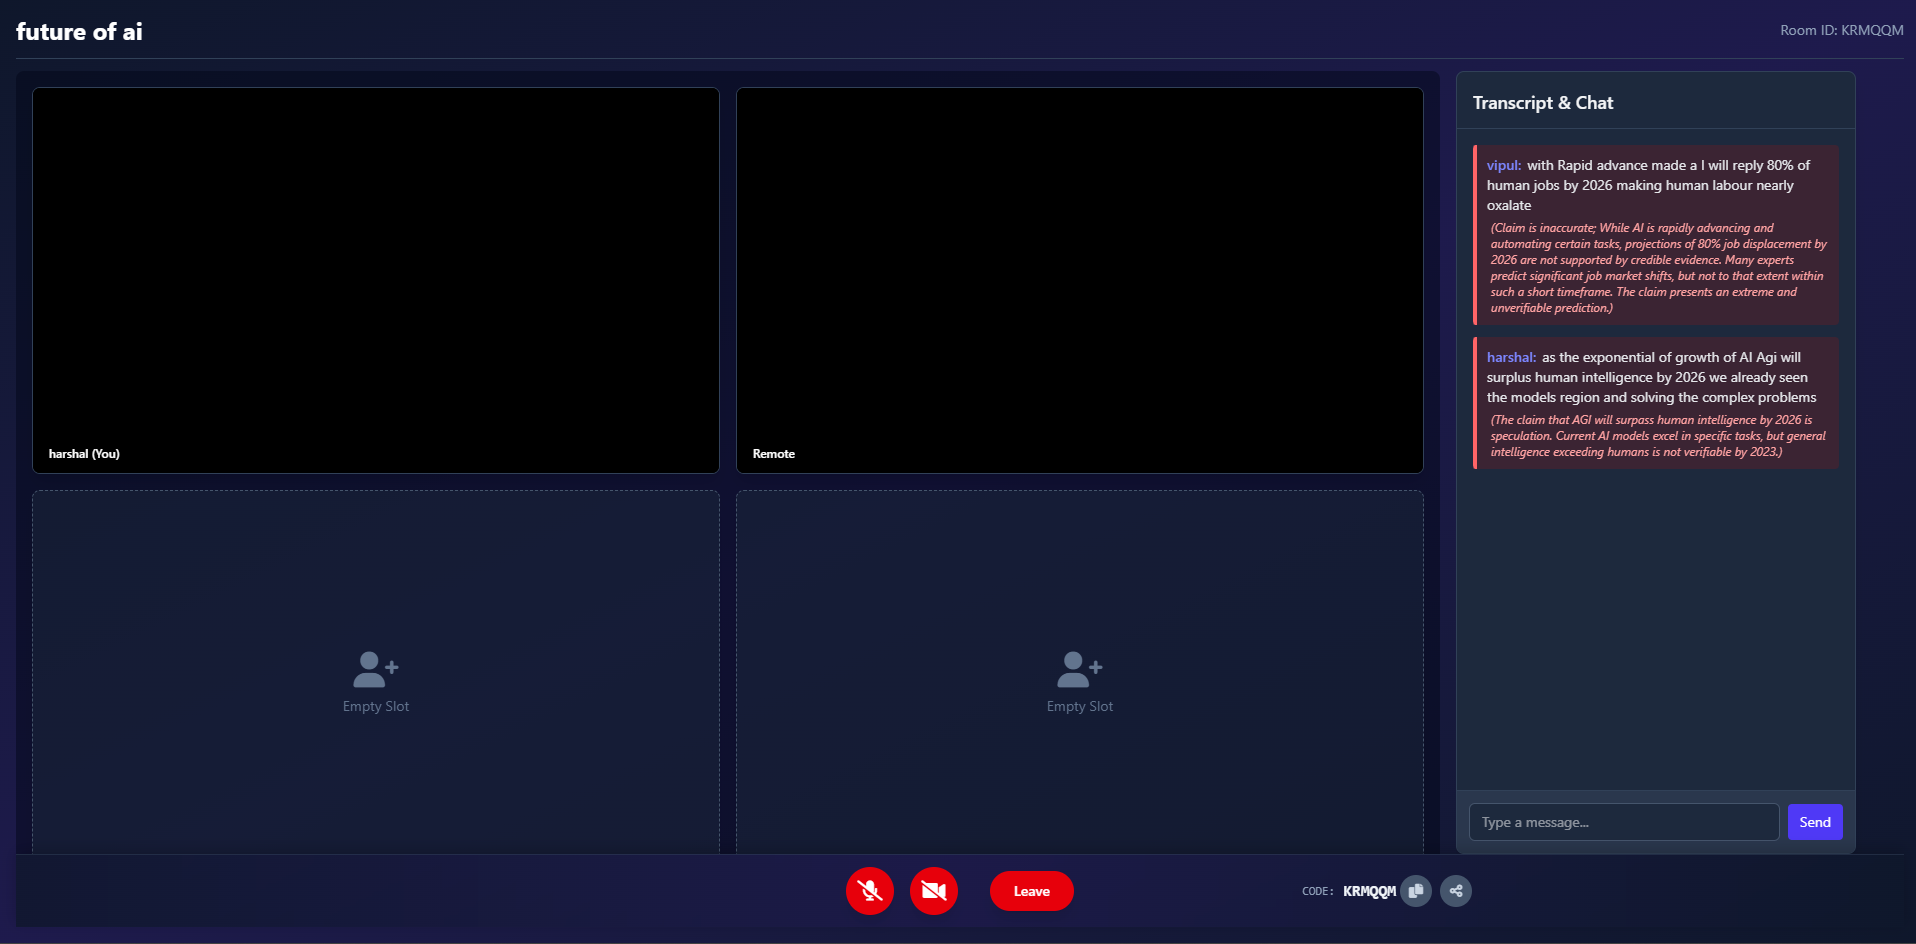 future of ai
Room ID: KRMQQM
harshal (You)
Remote
Empty Slot
Empty Slot
Transcript & Chat
vipul: with Rapid advance made a I will reply 80% of
human jobs by 2026 making human labour nearly
oxalate
(Claim is inaccurate; While AI is rapidly advancing and
automating certain tasks, projections of 80% job displacement by
2026 are not supported by credible evidence. Many experts
predict significant job market shifts, but not to that extent within
such a short timeframe. The claim presents an extreme and
unverifiable prediction.)
harshal: as the exponential of growth of AI Agi will
surplus human intelligence by 2026 we already seen
the models region and solving the complex problems
(The claim that AGI will surpass human intelligence by 2026 is
speculation. Current AI models excel in specific tasks, but general
intelligence exceeding humans is not verifiable by 2023.)
Type a message...
Send
Leave
CODE: KRMQQM